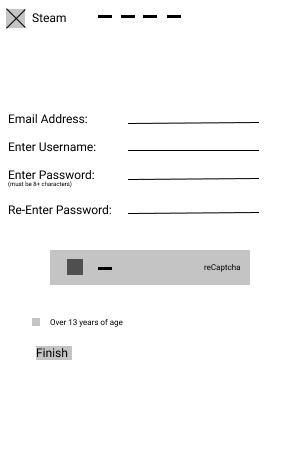 Steam
Email Address:
Enter Username:
Enter Password:
(must be 8+ characters)
Re-Enter Password:
reCaptcha
Over 13 years of age
Finish